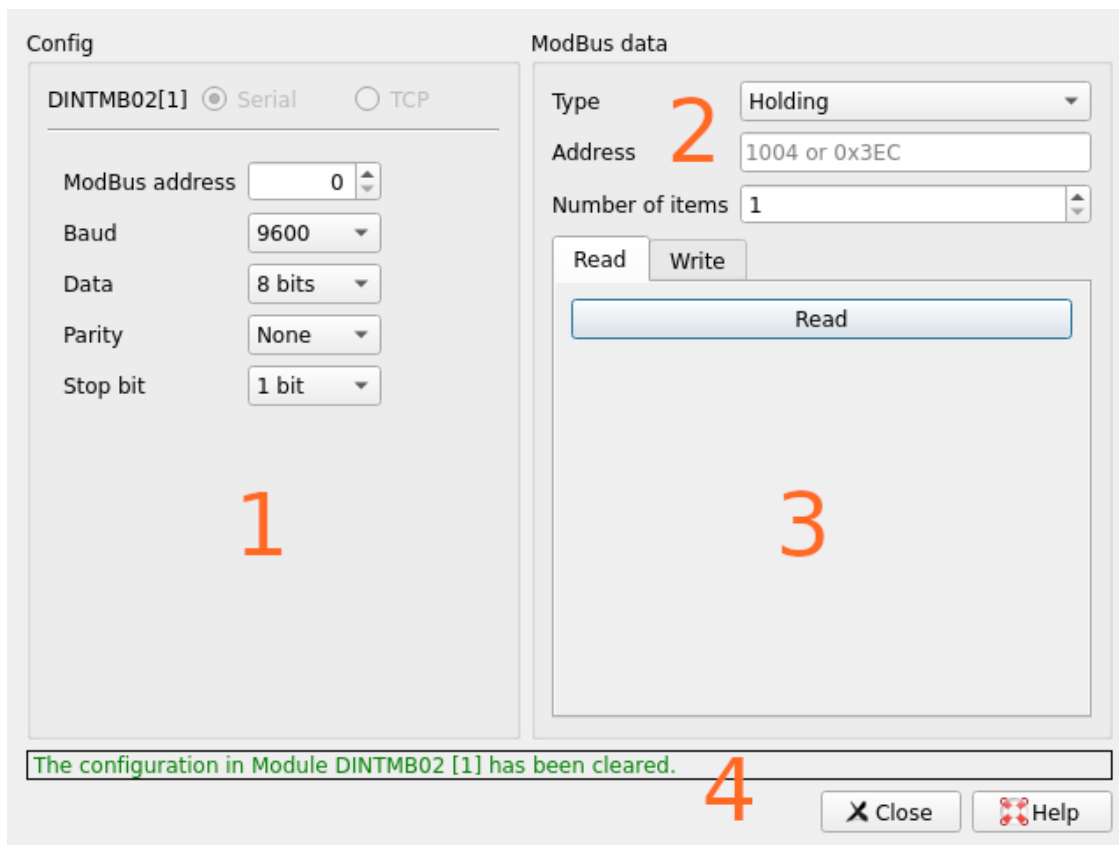 Config
DINTMB02[1] Serial TCP
ModBus address 0
Baud 9600
Data 8 bits
Parity None
Stop bit 1 bit
1
ModBus data
Type Holding
2
Address 1004 or 0x3EC
Number of items 1
Read Write
Read
3
The configuration in Module DINTMB02 [1] has been cleared.
4
Close Help